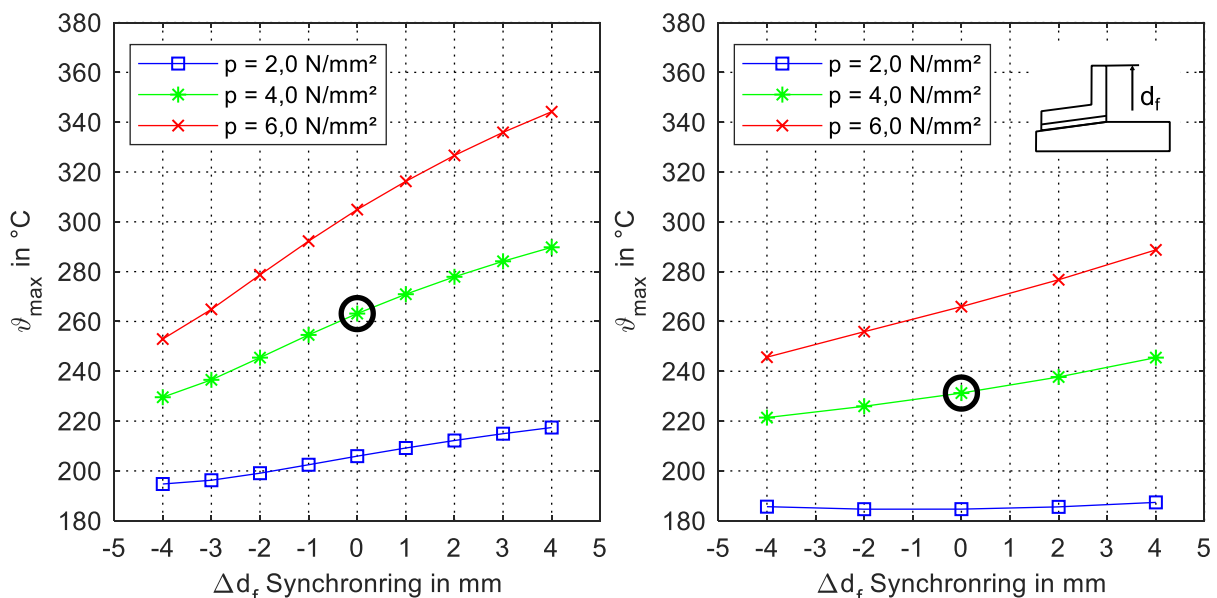 380
360
340
320
300
280
260
240
220
200
180
ϑmax in °C
p = 2,0 N/mm²
p = 4,0 N/mm²
p = 6,0 N/mm²
-5 -4 -3 -2 -1 0 1 2 3 4 5
Δdf Synchronring in mm
380
360
340
320
300
280
260
240
220
200
180
ϑmax in °C
p = 2,0 N/mm²
p = 4,0 N/mm²
p = 6,0 N/mm²
df
-5 -4 -3 -2 -1 0 1 2 3 4 5
Δdf Synchronring in mm